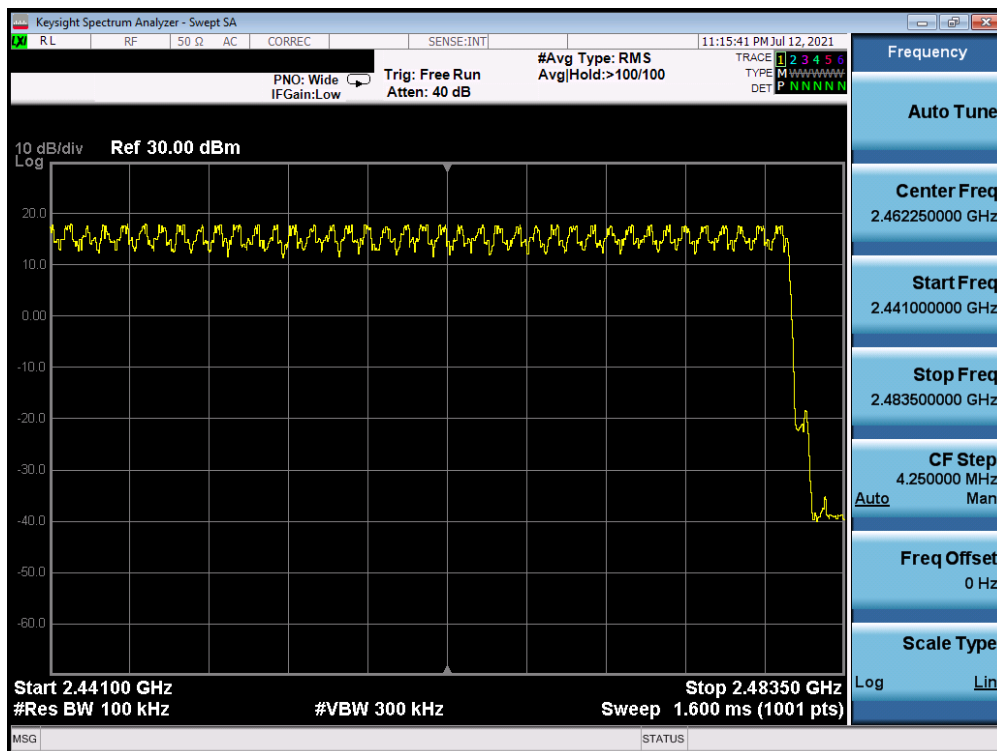 Keysight Spectrum Analyzer - Swept SA
LXI RL RF 50 Ω AC CORREC SENSE:INT 11:15:41 PM Jul 12, 2021
PNO: Wide Trig: Free Run #Avg Type: RMS TRACE 1 2 3 4 5 6
IFGain:Low Atten: 40 dB Avg|Hold:>100/100 TYPE M WWWWW
DET P N N N N N
10 dB/div Ref 30.00 dBm
Log
20.0
10.0
0.00
-10.0
-20.0
-30.0
-40.0
-50.0
-60.0
Start 2.44100 GHz Stop 2.48350 GHz
#Res BW 100 kHz #VBW 300 kHz Sweep 1.600 ms (1001 pts)
MSG STATUS
Frequency
Auto Tune
Center Freq
2.462250000 GHz
Start Freq
2.441000000 GHz
Stop Freq
2.483500000 GHz
CF Step
4.250000 MHz
Auto Man
Freq Offset
0 Hz
Scale Type
Log Lin